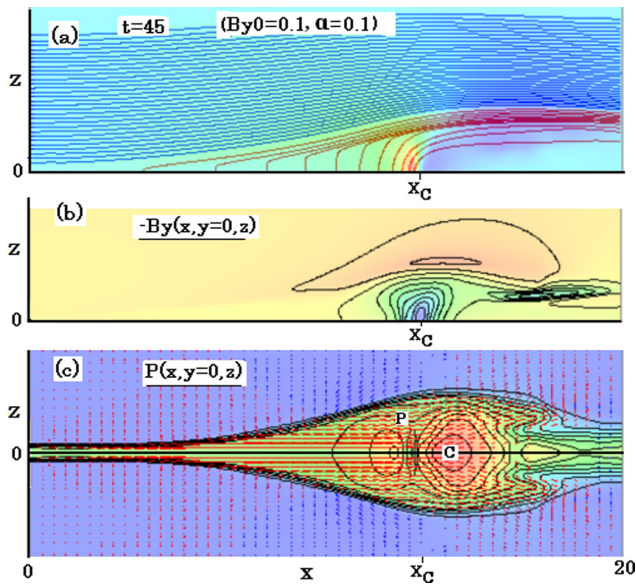 (a) t=45 (By0=0.1, α=0.1)
Z
0
XC
(b)
-By(x,y=0,z)
Z
0
XC
(c) P(x,y=0,z)
Z
P
0
C
0 X XC 20